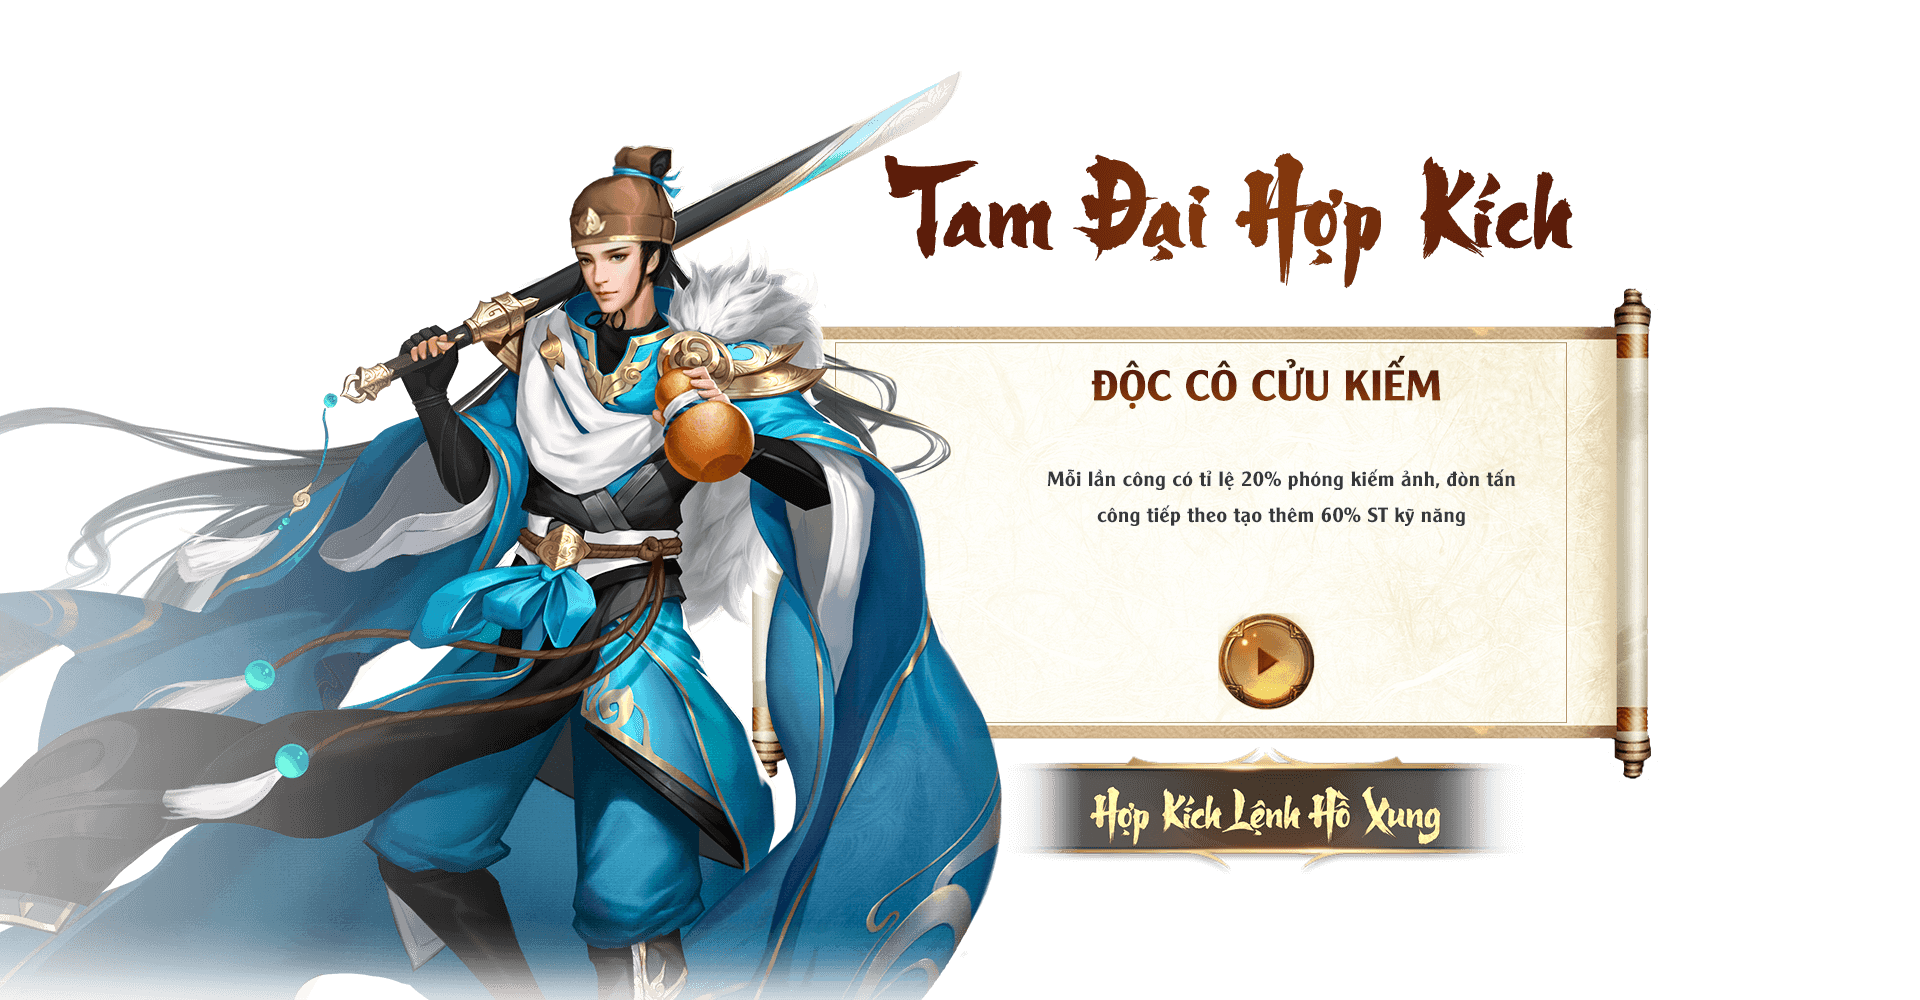 Tam Đại Hợp Kích
ĐỘC CÔ CỬU KIẾM
Mỗi lần công có tỉ lệ 20% phóng kiếm ảnh, đòn tấn
công tiếp theo tạo thêm 60% ST kỹ năng
Hợp Kích Lệnh Hồ Xung